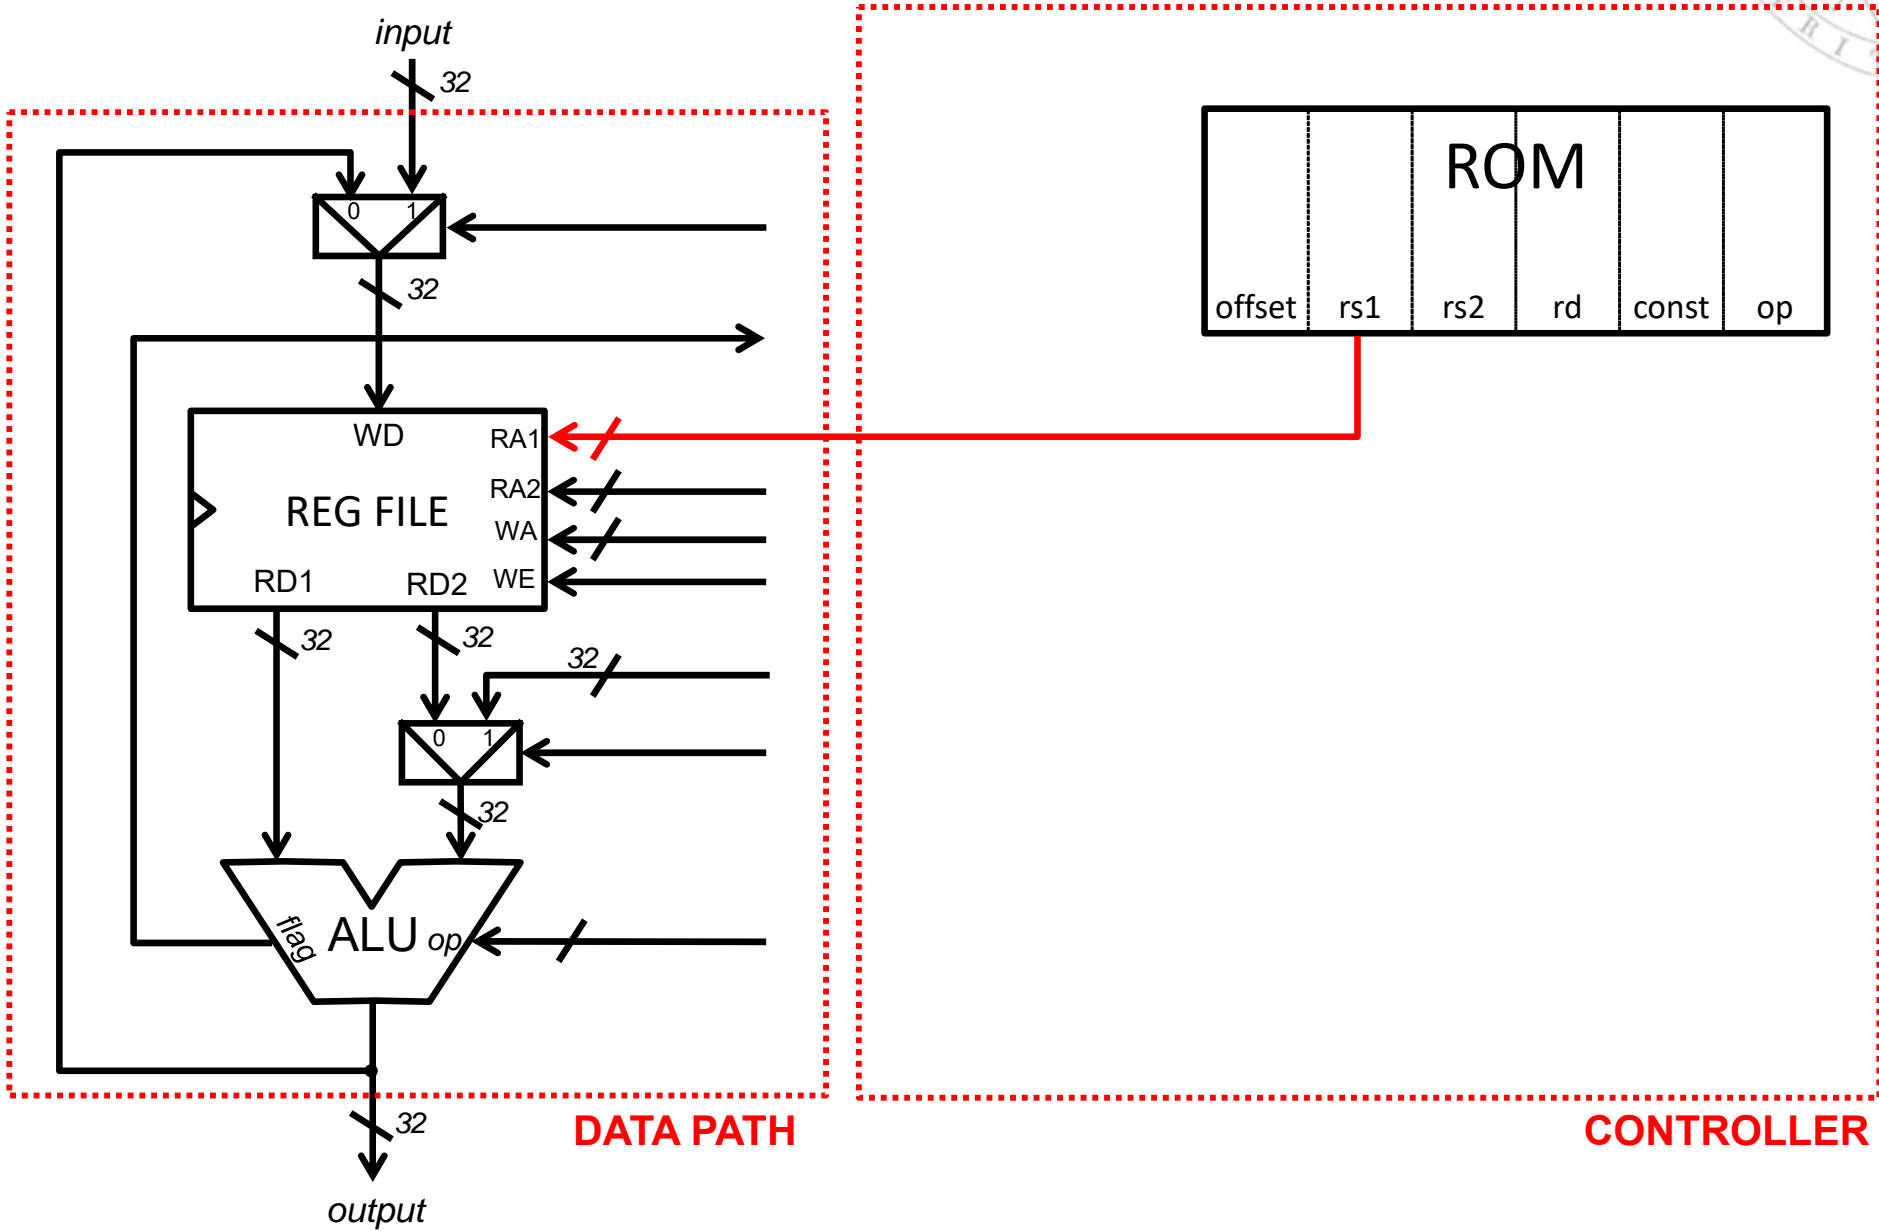 input
32
0 1
32
WD
RA1
RA2
WA
WE
REG FILE
RD1
RD2
32
32
32
0 1
32
flag
ALU
op
32
output
DATA PATH
ROM
offset rs1 rs2 rd const op
CONTROLLER
R I